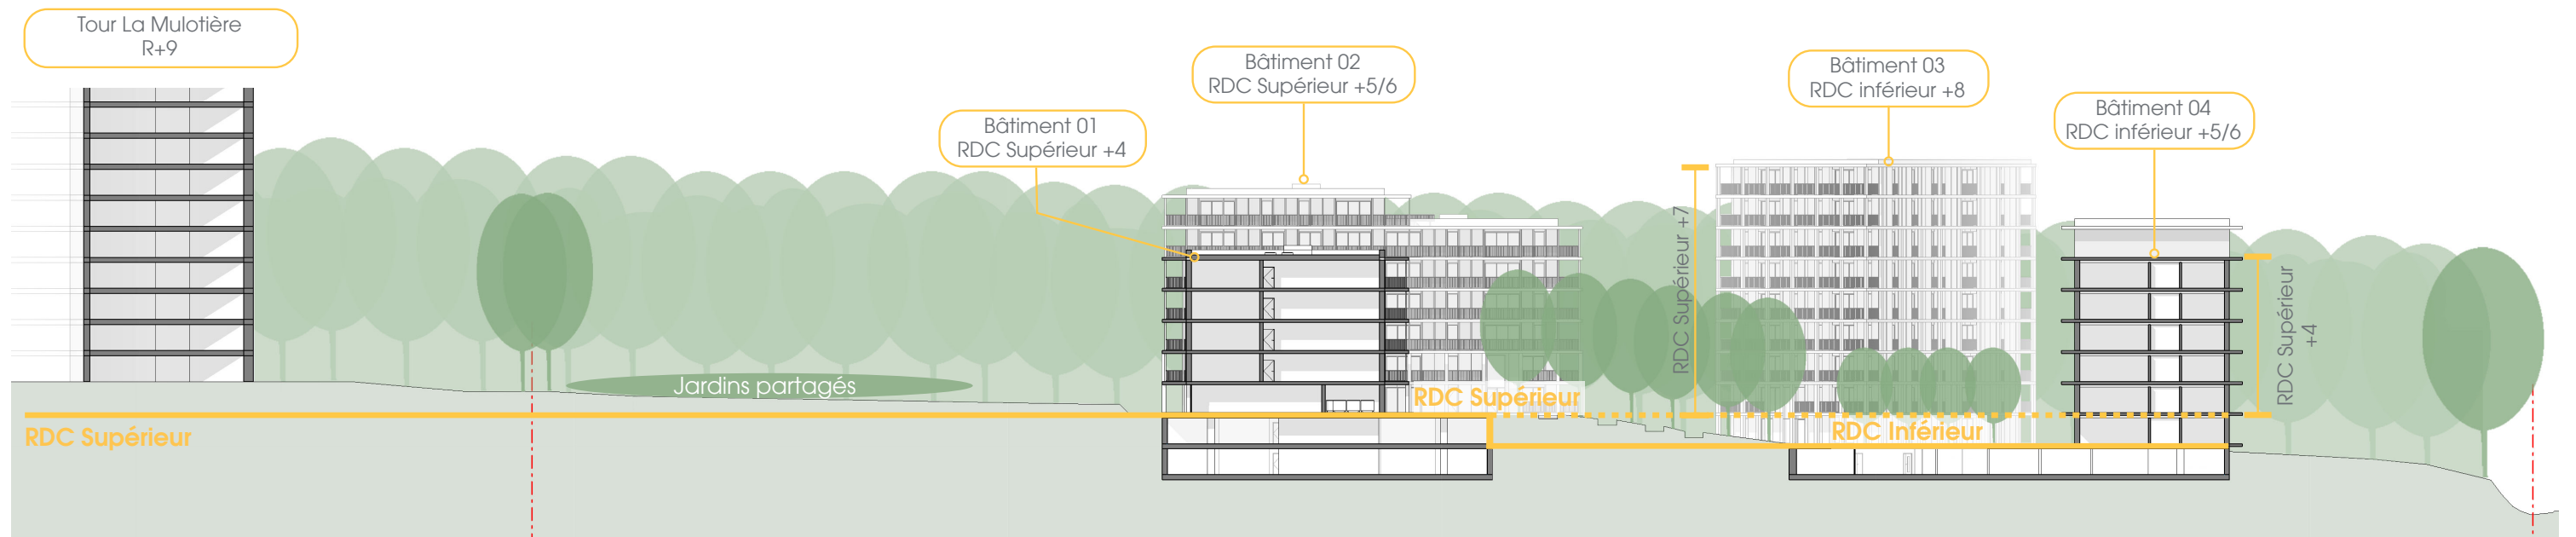 Tour La Mulotière
R+9
Bâtiment 01
RDC Supérieur +4
Bâtiment 02
RDC Supérieur +5/6
Bâtiment 03
RDC inférieur +8
Bâtiment 04
RDC inférieur +5/6
RDC Supérieur +7
RDC Supérieur
+4
Jardins partagés
RDC Supérieur
RDC Supérieur
RDC Inférieur